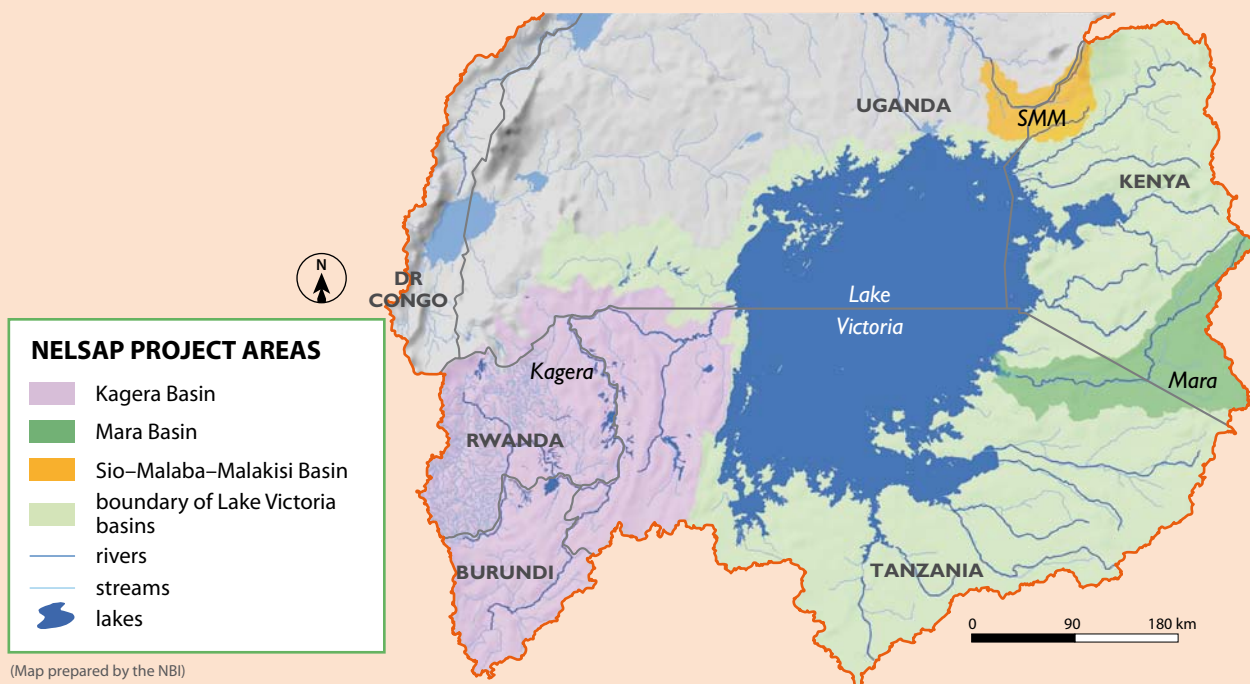 UGANDA
SMM
KENYA
N
DR
CONGO
Lake
Victoria
NELSAP PROJECT AREAS
Kagera Basin
Mara Basin
Sio–Malaba–Malakisi Basin
boundary of Lake Victoria
basins
rivers
streams
lakes
Kagera
Mara
RWANDA
BURUNDI
TANZANIA
0 90 180 km
(Map prepared by the NBI)